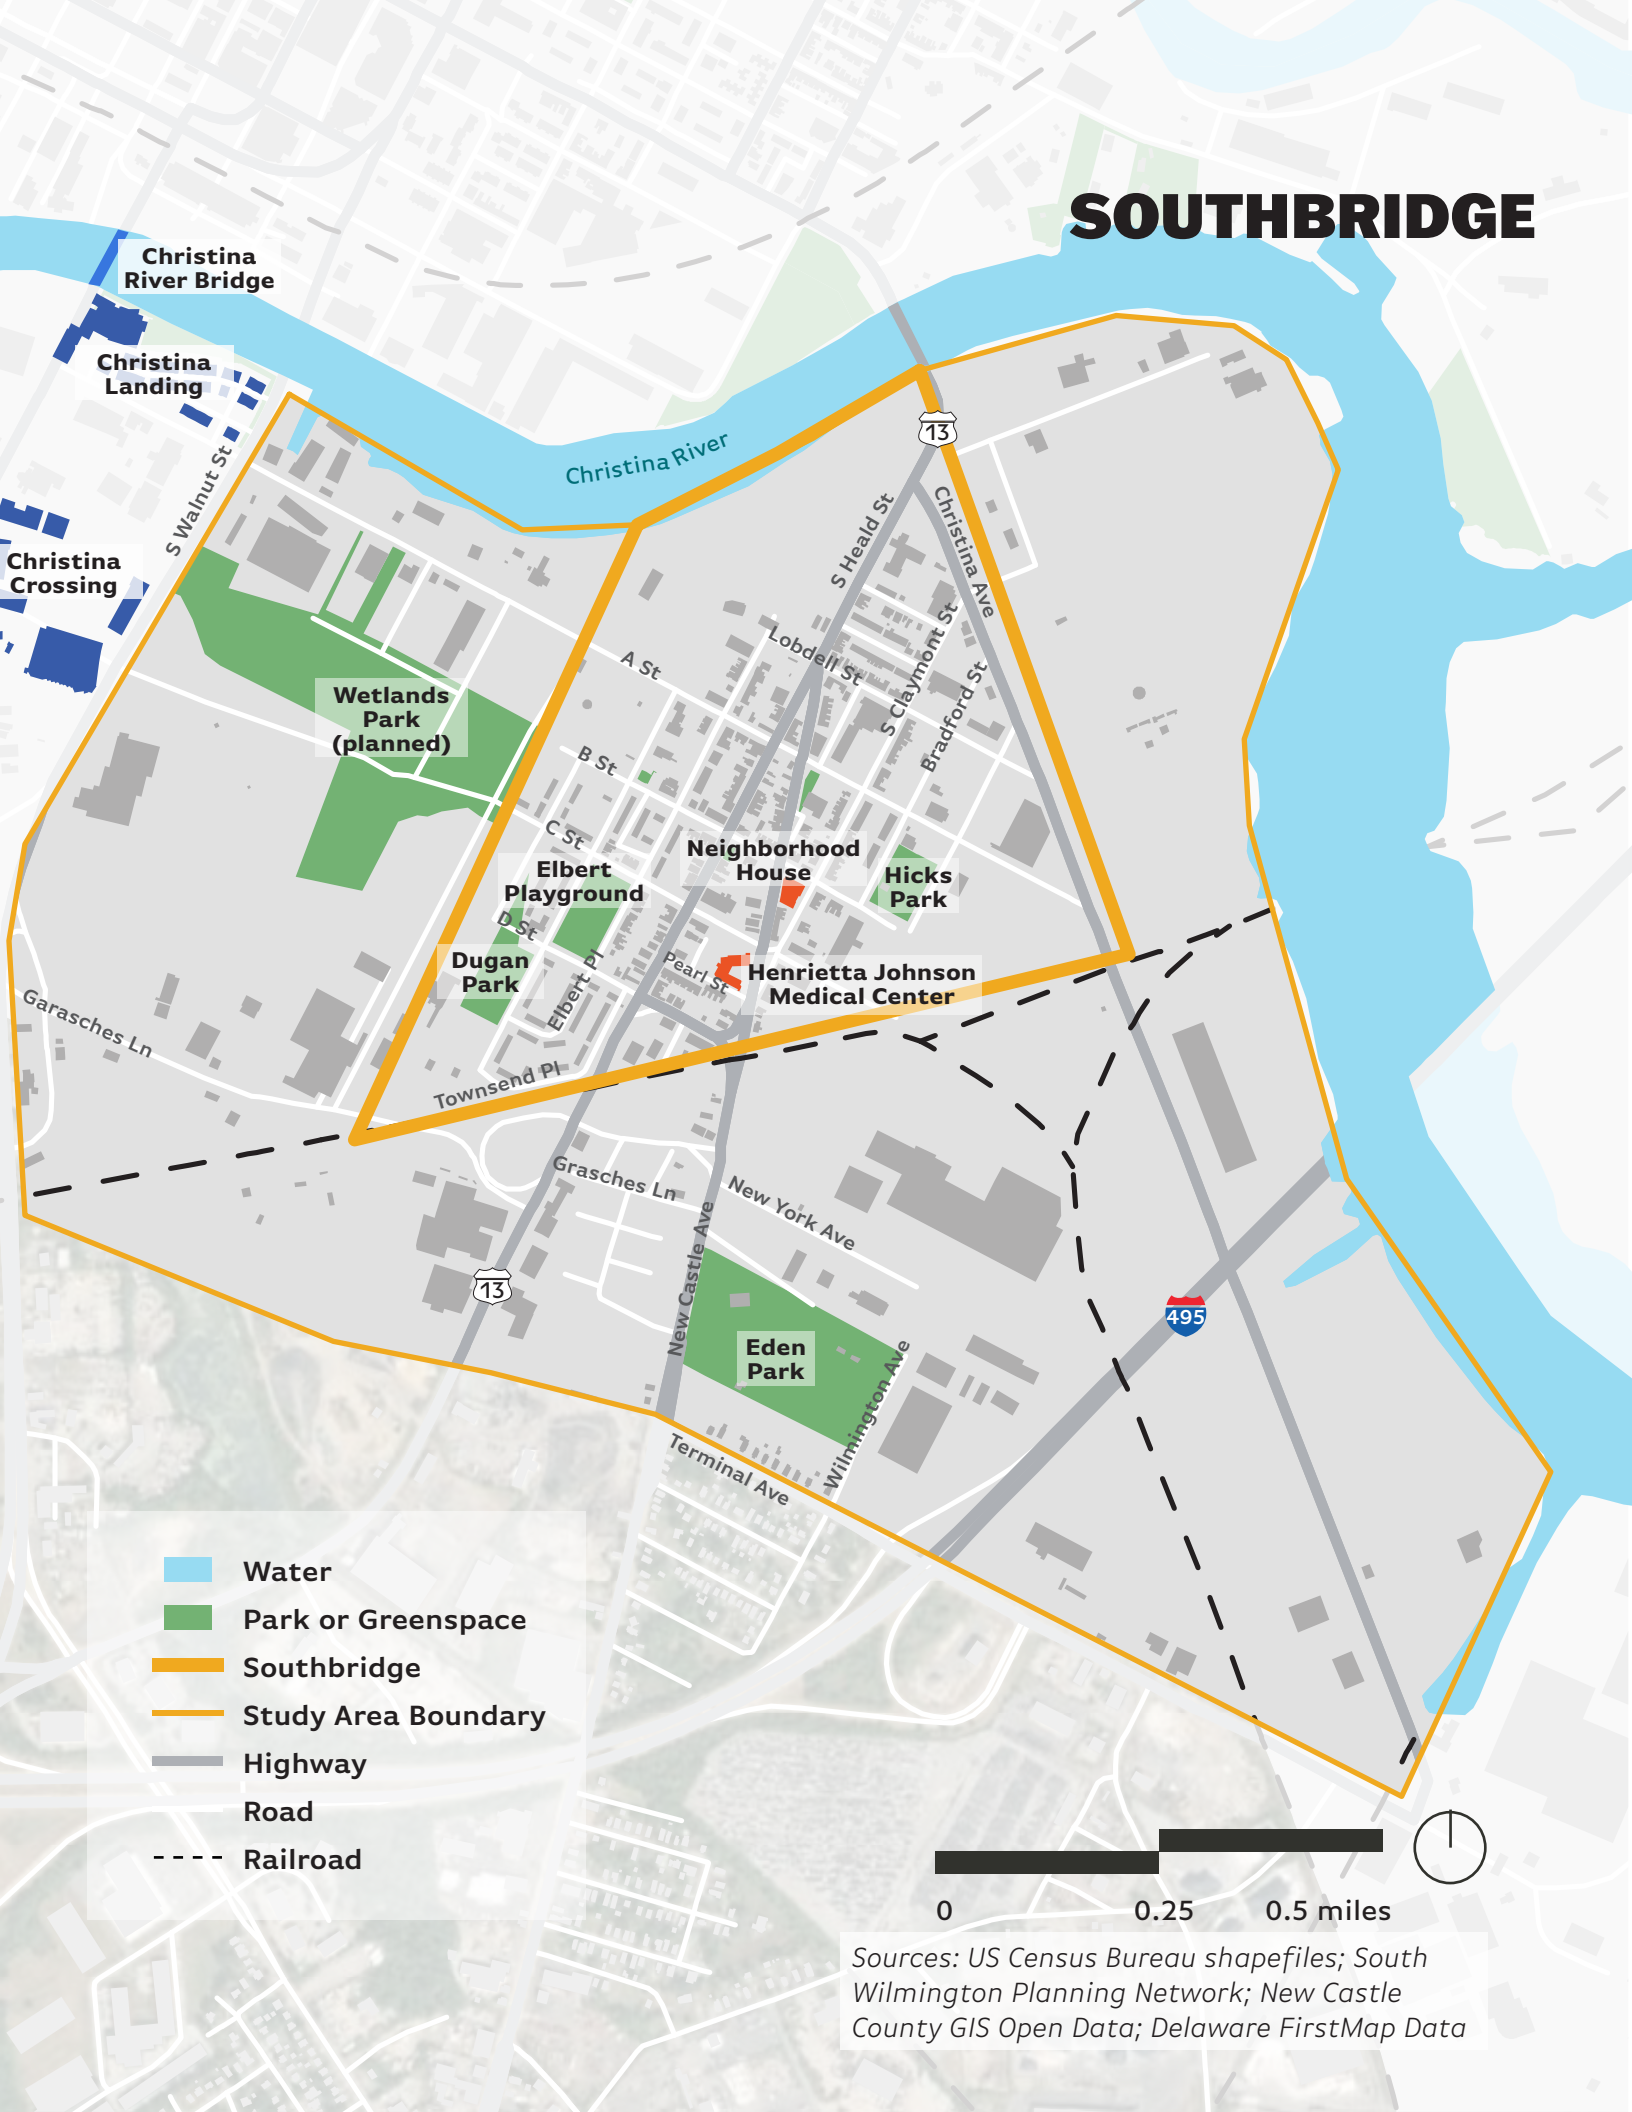 SOUTHBRIDGE
Christina
River Bridge
Christina
Landing
S Walnut St
Christina River
13
Christina
Crossing
S Heald St
Christina Ave
Lobdell St
S Claymont St
Bradford St
A St
Wetlands
Park
(planned)
B St
C St
Neighborhood
House
Elbert
Playground
Hicks
Park
D St
Dugan
Park
Elbert Pl
Pearl St
Henrietta Johnson
Medical Center
Garasches Ln
Townsend Pl
Grasches Ln
New York Ave
New Castle Ave
13
495
Eden
Park
Wilmington Ave
Terminal Ave
Water
Park or Greenspace
Southbridge
Study Area Boundary
Highway
Road
Railroad
0 0.25 0.5 miles
Sources: US Census Bureau shapefiles; South
Wilmington Planning Network; New Castle
County GIS Open Data; Delaware FirstMap Data